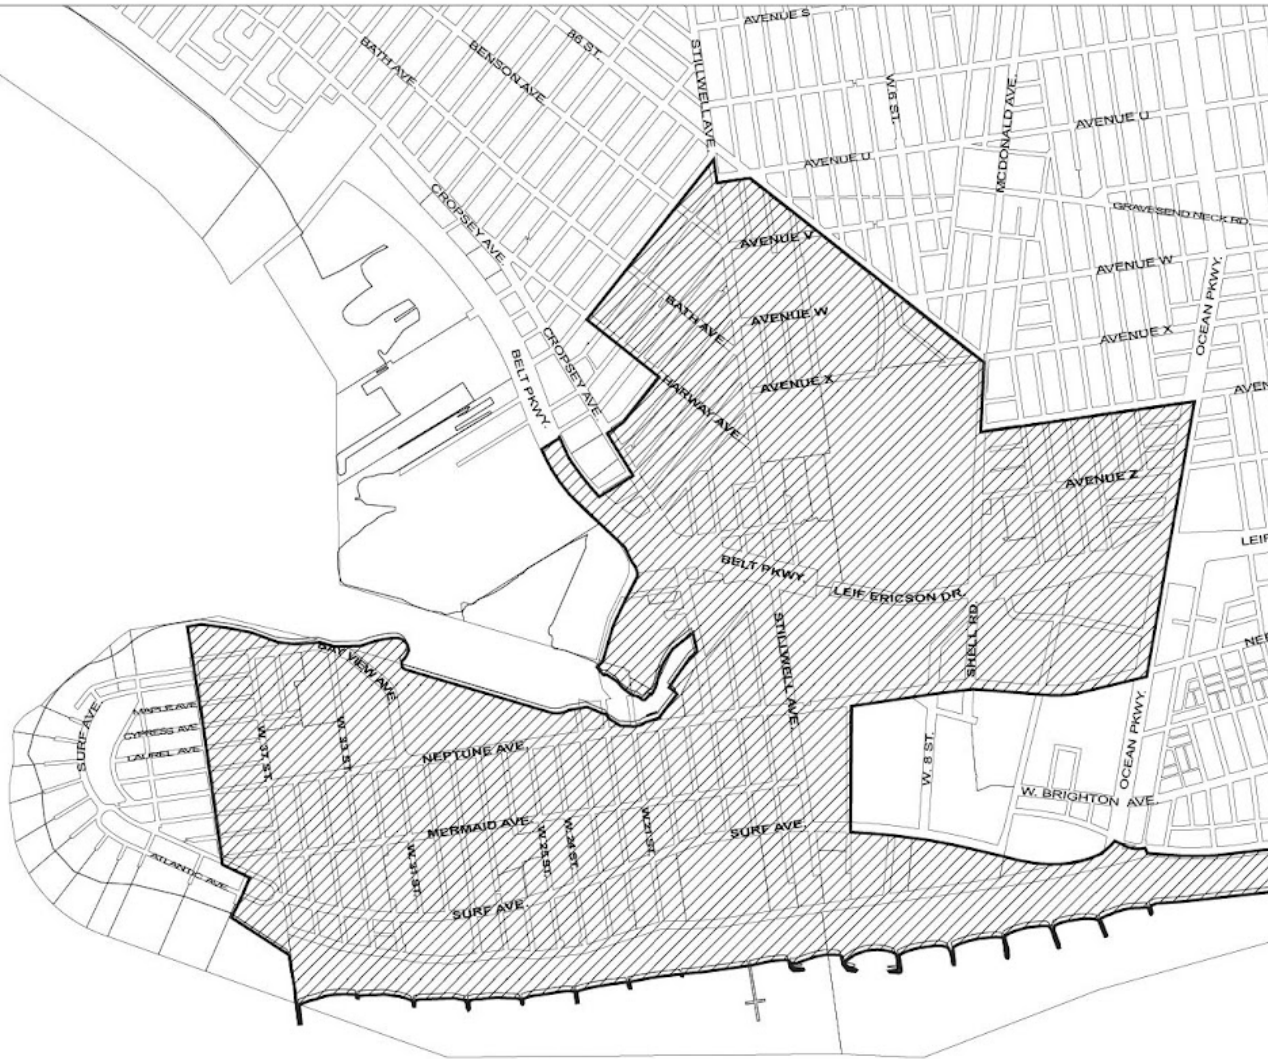 AVENUE S
86 ST.
BENSON AVE.
BATH AVE.
STILLWELL AVE.
W. 6 ST.
MCDONALD AVE.
AVENUE U
AVENUE U
CROPSEY AVE.
GRAVESEND NECK RD.
AVENUE V
AVENUE W
OCEAN PKWY.
BATH AVE.
AVENUE W
AVENUE X
BELT PKWY.
CROPSEY AVE.
AVENUE X
HARWAY AVE.
AVEN
AVENUE Z
LEIF
BELT PKWY.
LEIF ERICSON DR.
SHELL RD
STILLWELL AVE.
NEP
BAY VIEW AVE.
MAPLE AVE
SURF AVE.
CYPRESS AVE
LAUREL AVE
W. 37. ST.
W. 33 ST.
NEPTUNE AVE.
W. 8 ST.
OCEAN PKWY.
W. BRIGHTON AVE.
MERMAID AVE.
W. 24 ST.
W. 21 ST.
SURF AVE.
W. 31 ST.
ATLANTIC AVE.
SURF AVE.